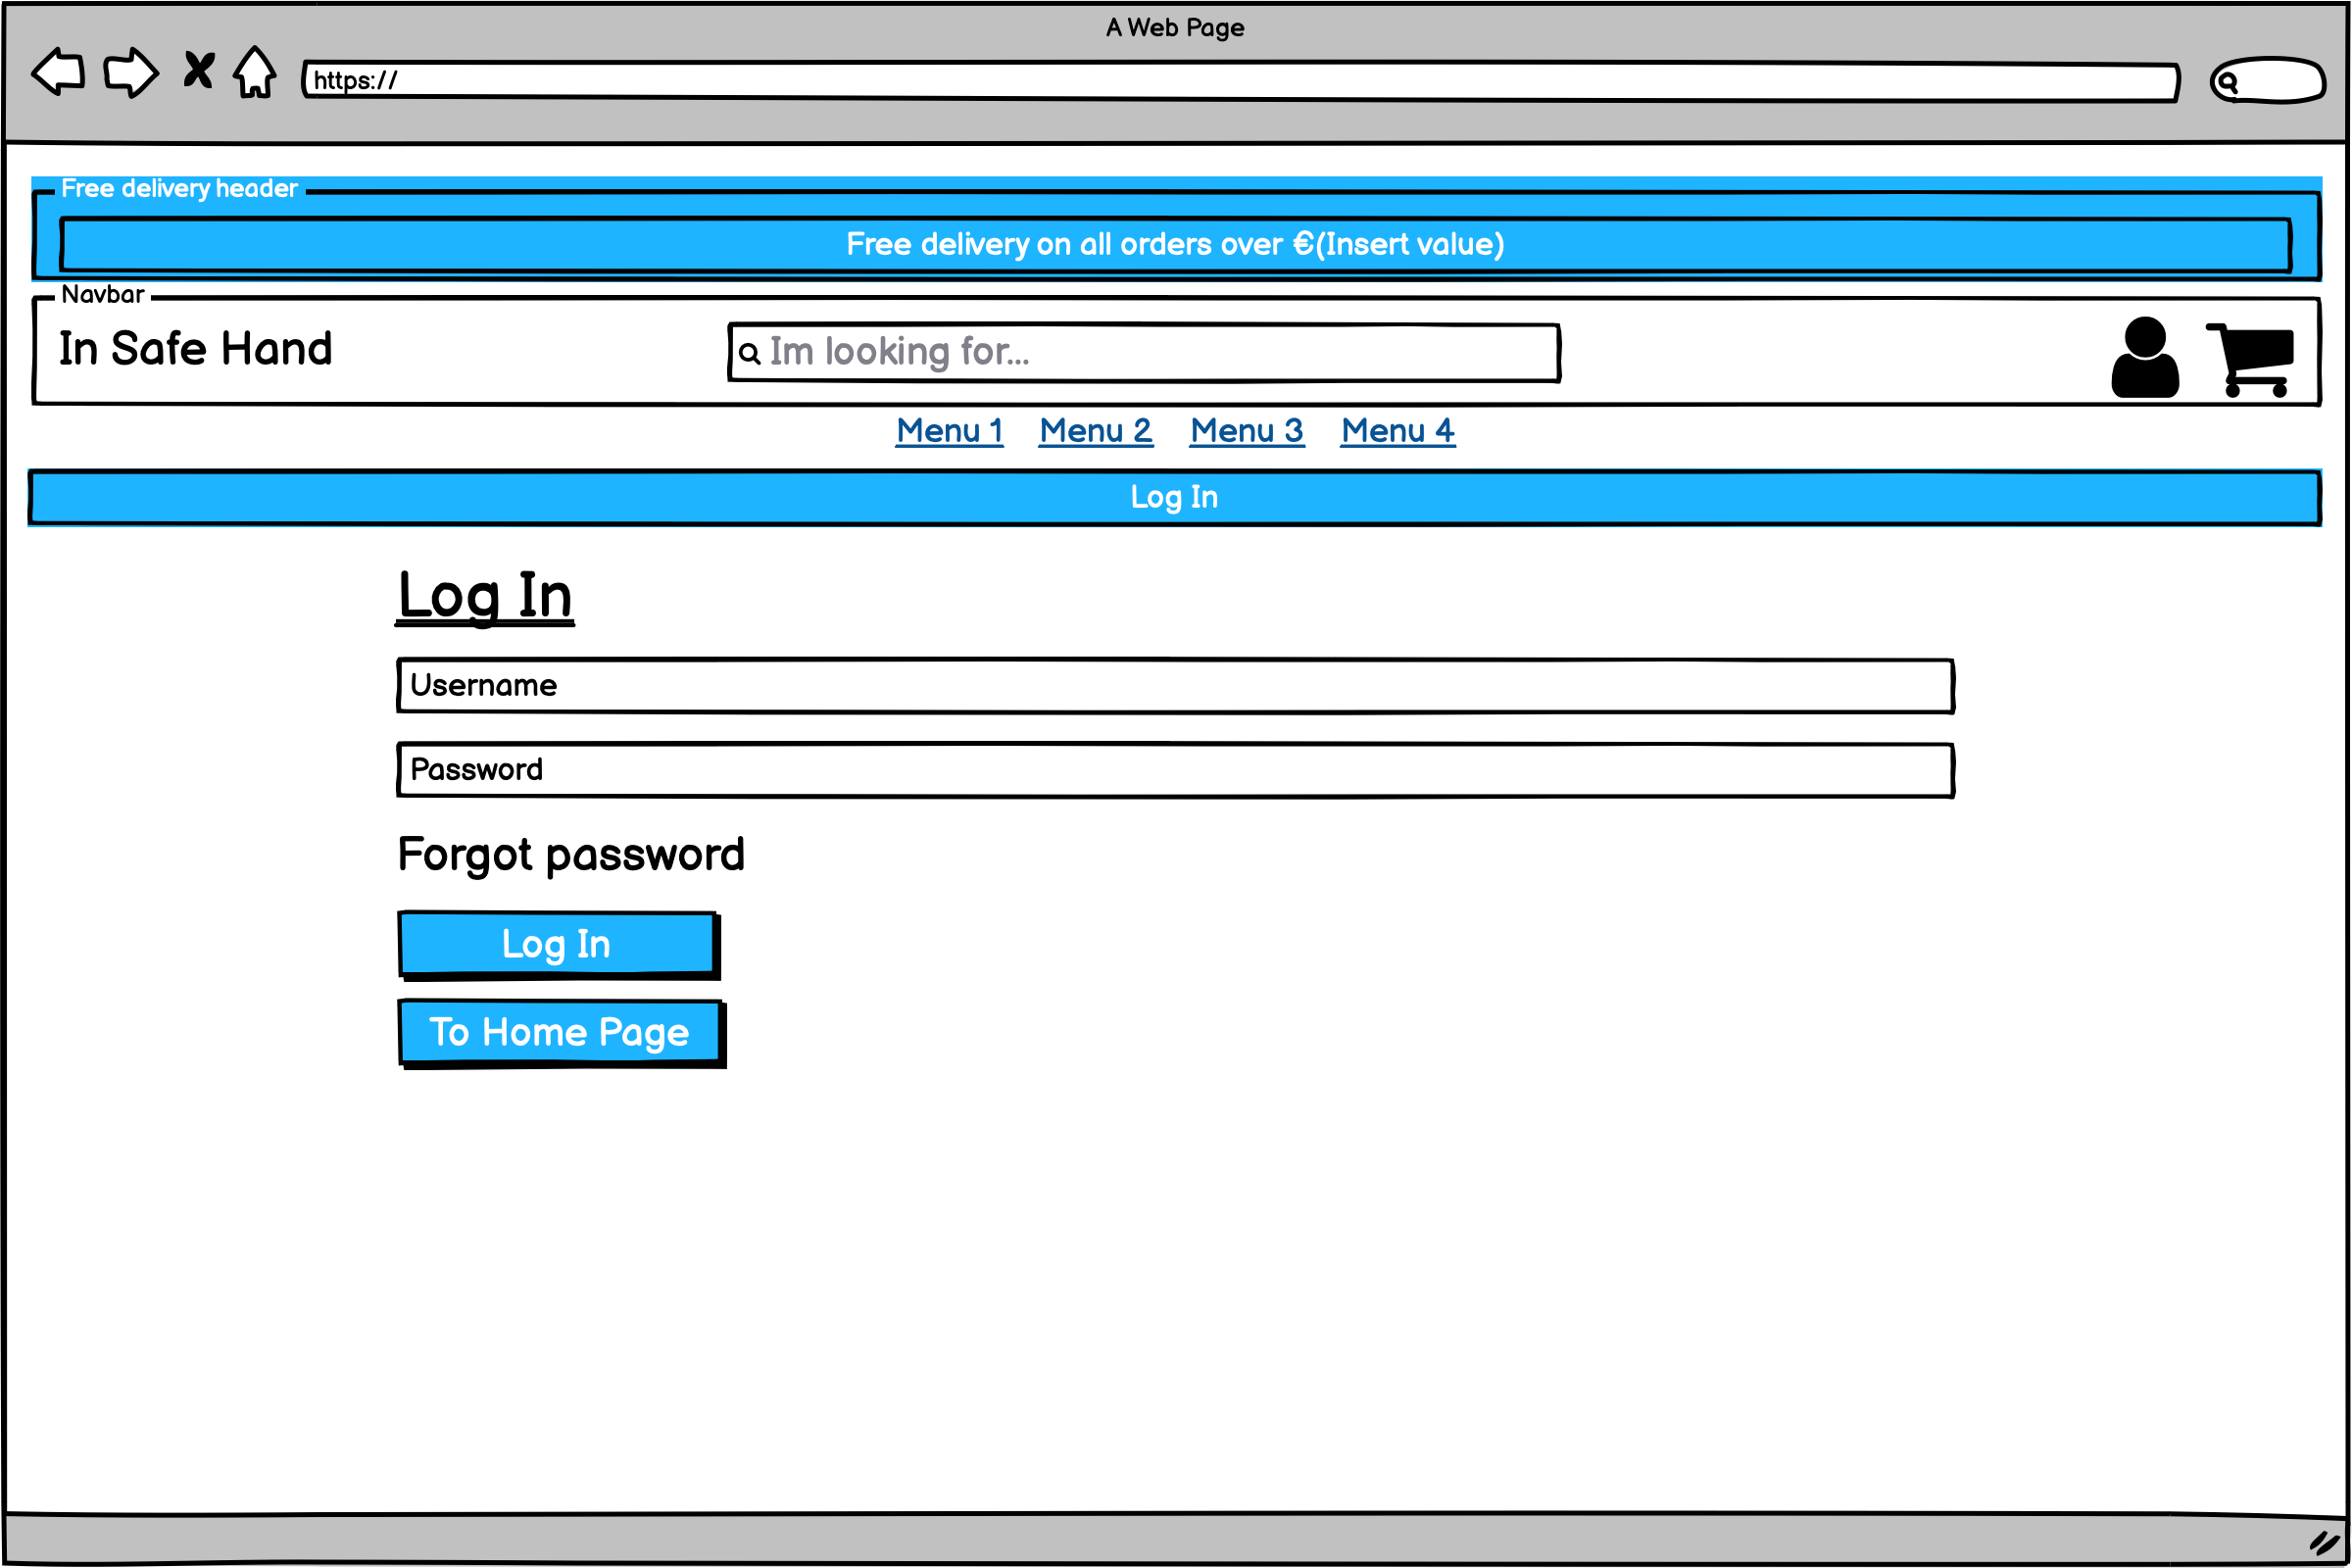 A Web Page
https://
Free delivery header
Free delivery on all orders over €(Insert value)
Navbar
In Safe Hand
Im looking for...
Menu 1 Menu 2 Menu 3 Menu 4
Log In
Log In
Username
Password
Forgot password
Log In
To Home Page